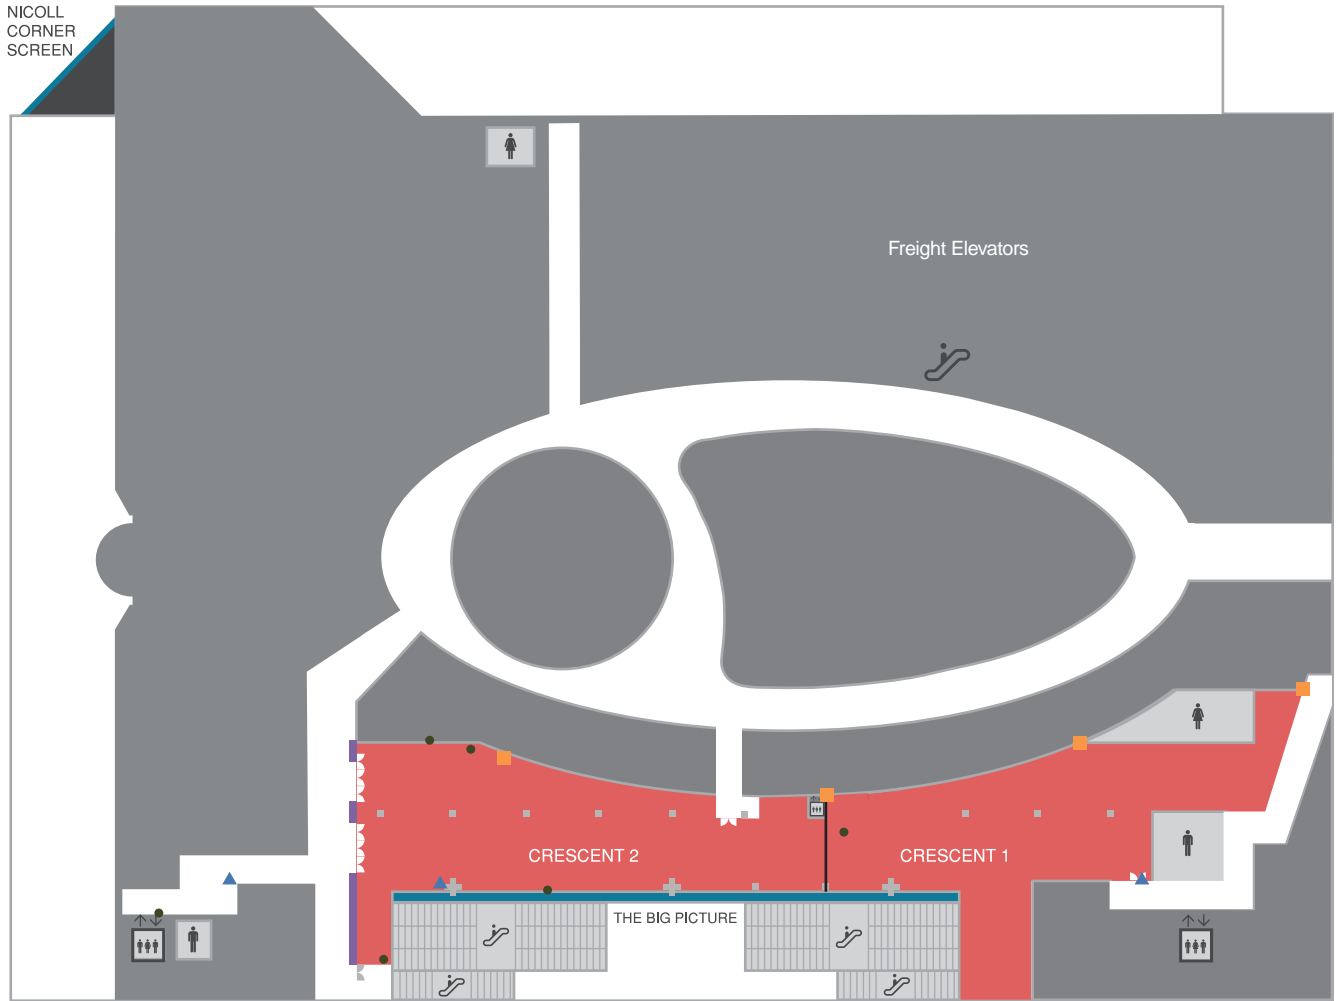 NICOLL
CORNER
SCREEN
Freight Elevators
CRESCENT 2
CRESCENT 1
THE BIG PICTURE